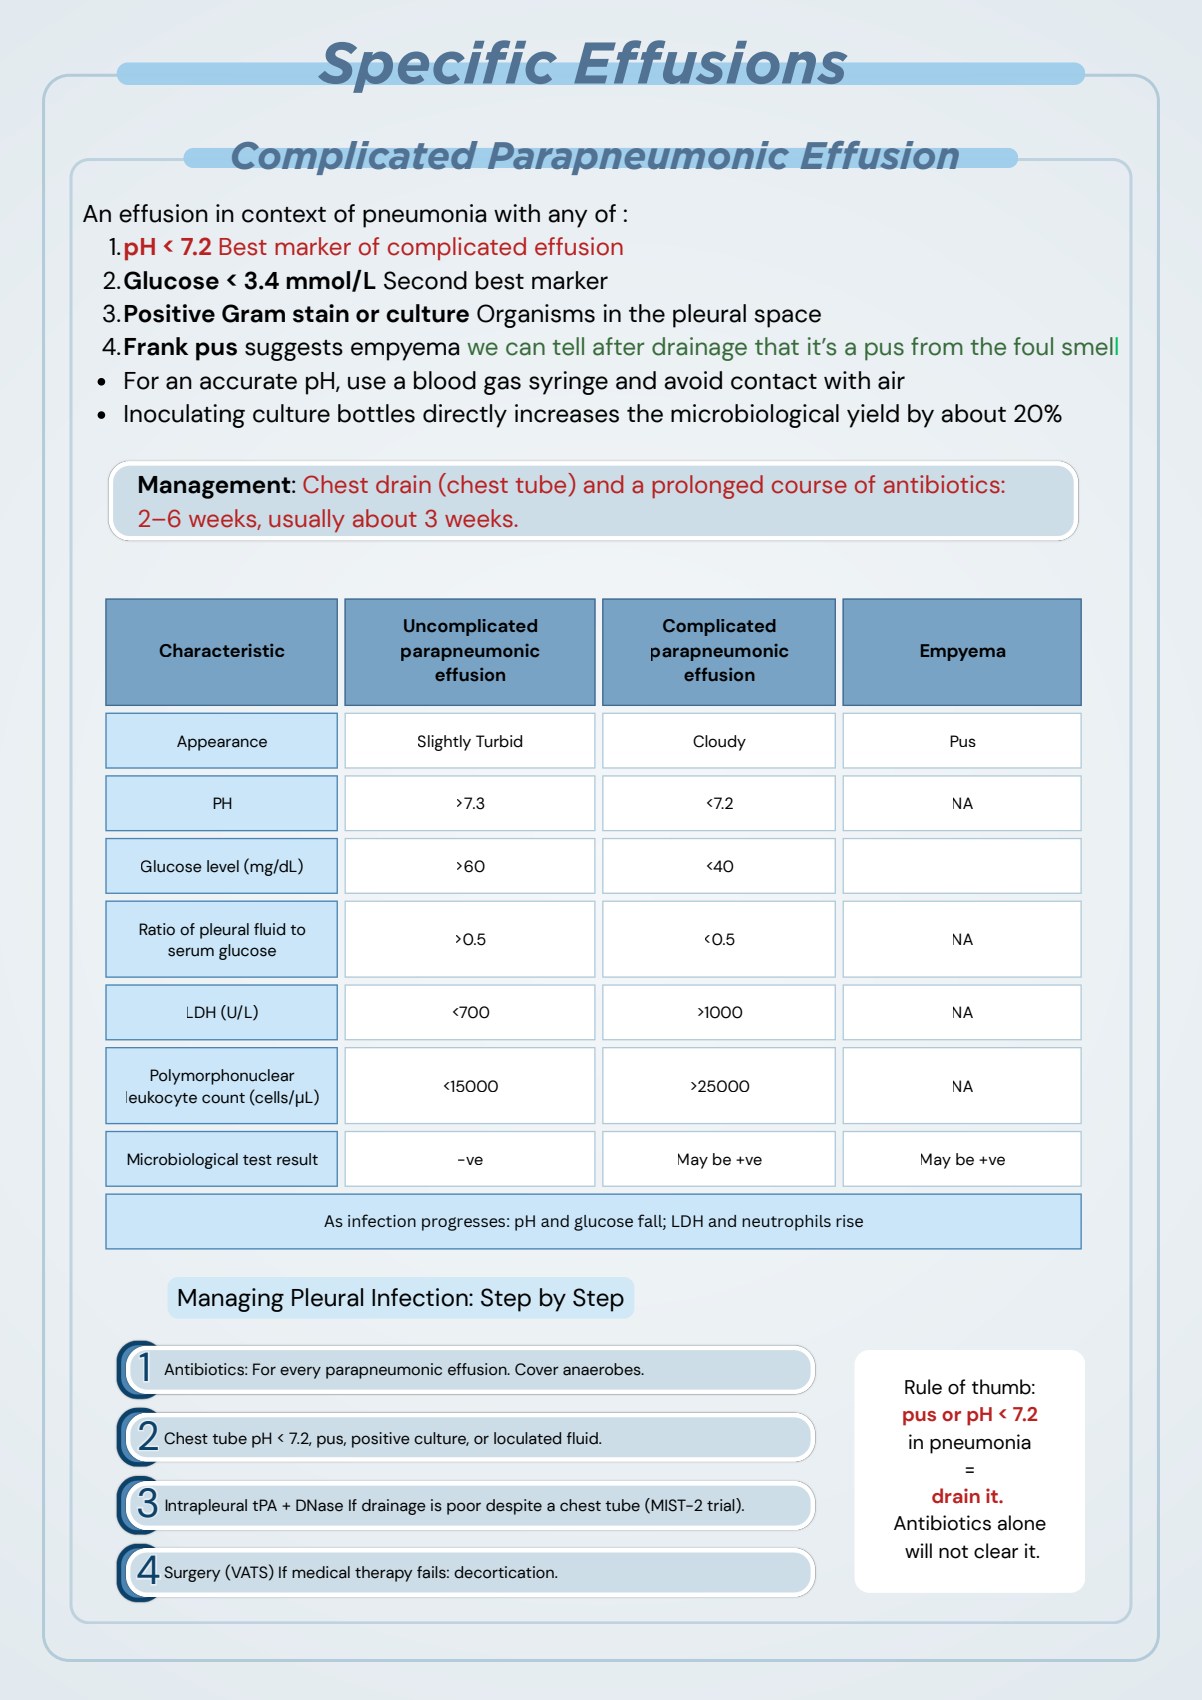 Specific Effusions
Complicated Parapneumonic Effusion
An effusion in context of pneumonia with any of :
1.pH < 7.2 Best marker of complicated effusion
2.Glucose < 3.4 mmol/L Second best marker
3.Positive Gram stain or culture Organisms in the pleural space
4.Frank pus suggests empyema we can tell after drainage that it's a pus from the foul smell
• For an accurate pH, use a blood gas syringe and avoid contact with air
• Inoculating culture bottles directly increases the microbiological yield by about 20%
Management: Chest drain (chest tube) and a prolonged course of antibiotics:
2–6 weeks, usually about 3 weeks.
Characteristic
Uncomplicated
parapneumonic
effusion
Complicated
parapneumonic
effusion
Empyema
Appearance
Slightly Turbid
Cloudy
Pus
PH
>7.3
<7.2
NA
Glucose level (mg/dL)
>60
<40
Ratio of pleural fluid to
serum glucose
>0.5
<0.5
NA
LDH (U/L)
<700
>1000
NA
Polymorphonuclear
leukocyte count (cells/µL)
<15000
>25000
NA
Microbiological test result
-ve
May be +ve
May be +ve
As infection progresses: pH and glucose fall; LDH and neutrophils rise
Managing Pleural Infection: Step by Step
1 Antibiotics: For every parapneumonic effusion. Cover anaerobes.
2 Chest tube pH < 7.2, pus, positive culture, or loculated fluid.
3 Intrapleural tPA + DNase If drainage is poor despite a chest tube (MIST-2 trial).
4 Surgery (VATS) If medical therapy fails: decortication.
Rule of thumb:
pus or pH < 7.2
in pneumonia
=
drain it.
Antibiotics alone
will not clear it.